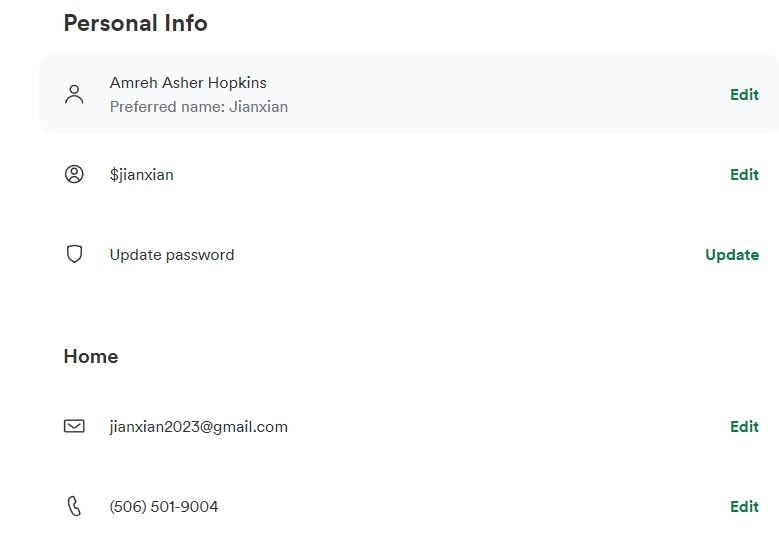 Personal Info
Amreh Asher Hopkins
Edit
Preferred name: Jianxian
$jianxian
Edit
Update password
Update
Home
jianxian2023@gmail.com
Edit
(506) 501-9004
Edit